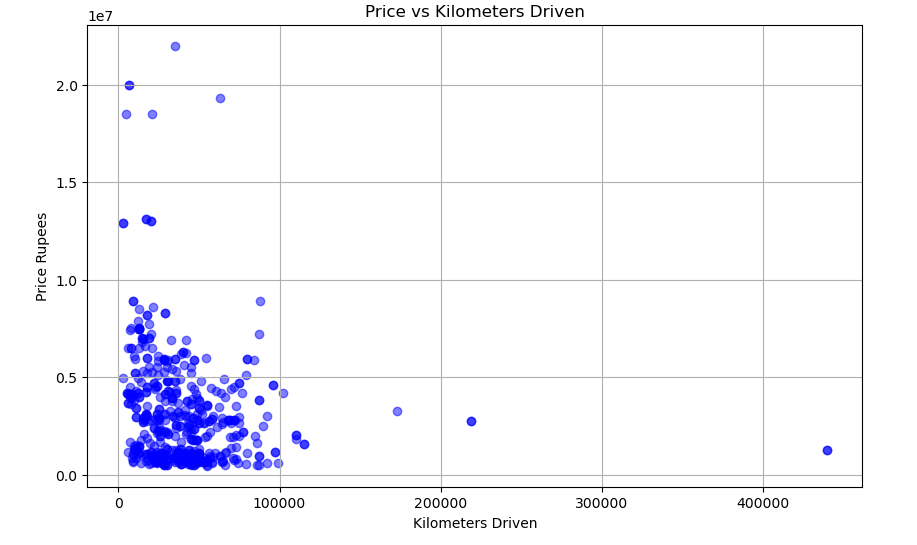 Price vs Kilometers Driven
1e7
2.0
1.5
1.0
0.5
0.0
Price Rupees
0
100000
200000
300000
400000
Kilometers Driven